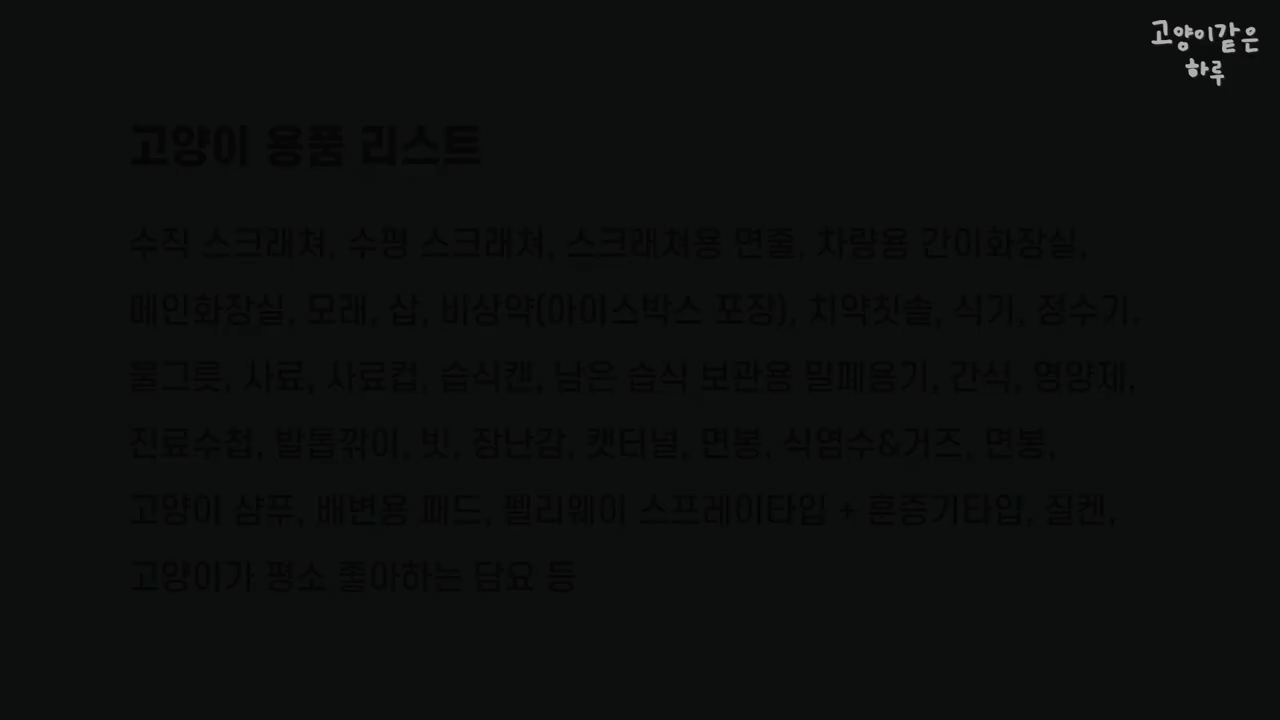 고양이같은
하루
고양이 용품 리스트
수직 스크래쳐, 수평 스크래쳐, 스크래쳐용 면줄, 차량용 간이화장실,
메인화장실, 모래, 삽, 비상약(아이스박스 포장), 치약칫솔, 식기, 정수기,
물그릇, 사료, 사료컵, 습식캔, 남은 습식 보관용 밀폐용기, 간식, 영양제,
진료수첩, 발톱깎이, 빗, 장난감, 캣터널, 면봉, 식염수&거즈, 면봉,
고양이 샴푸, 배변용 패드, 펠리웨이 스프레이타입 + 훈증기타입, 질켄,
고양이가 평소 좋아하는 담요 등